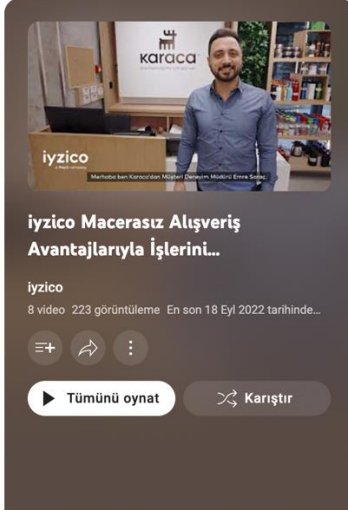 karaca
iyzico
Merhaba ben Karaca'dan Müşteri Deneyim Müdürü Emre Saraç.
iyzico Macerasız Alışveriş
Avantajlarıyla İşlerini...
iyzico
8 video 223 görüntüleme En son 18 Eyl 2022 tarihinde...
Tümünü oynat
Karıştır